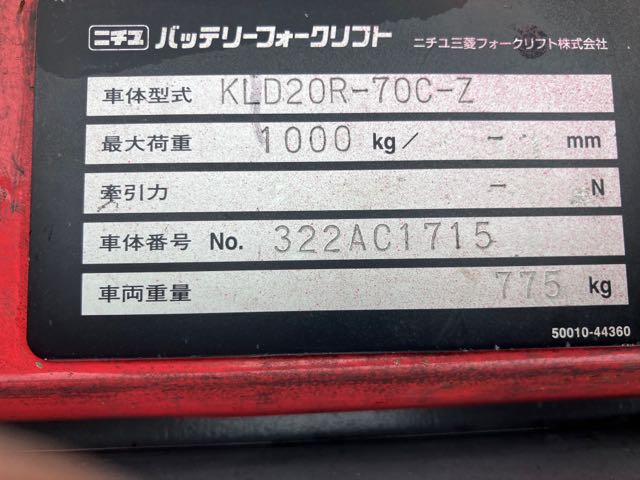 ニチユ バッテリーフォークリフト ニチユ三菱フォークリフト株式会社
車体型式 KLD20R-70C-Z
最大荷重 1000 kg/ - mm
牽引力 - N
車体番号 No. 322AC1715
車両重量 775 kg
50010-44360